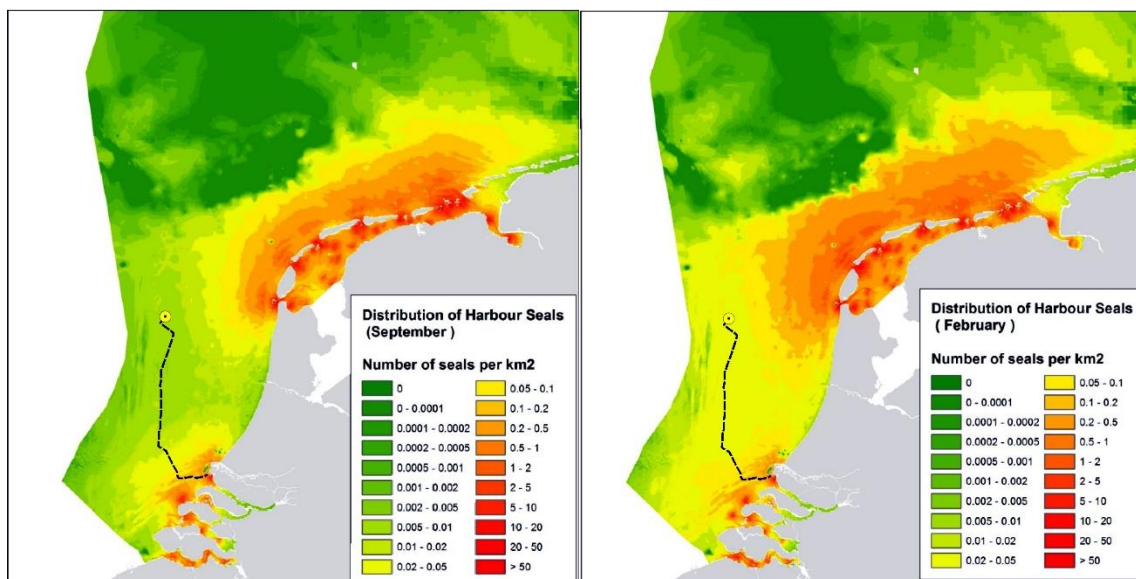 Distribution of Harbour Seals
(September )
Number of seals per km2
0
0 - 0.0001
0.0001 - 0.0002
0.0002 - 0.0005
0.0005 - 0.001
0.001 - 0.002
0.002 - 0.005
0.005 - 0.01
0.01 - 0.02
0.02 - 0.05
0.05 - 0.1
0.1 - 0.2
0.2 - 0.5
0.5 - 1
1 - 2
2 - 5
5 - 10
10 - 20
20 - 50
> 50
Distribution of Harbour Seals
( February )
Number of seals per km2
0
0 - 0.0001
0.0001 - 0.0002
0.0002 - 0.0005
0.0005 - 0.001
0.001 - 0.002
0.002 - 0.005
0.005 - 0.01
0.01 - 0.02
0.02 - 0.05
0.05 - 0.1
0.1 - 0.2
0.2 - 0.5
0.5 - 1
1 - 2
2 - 5
5 - 10
10 - 20
20 - 50
> 50